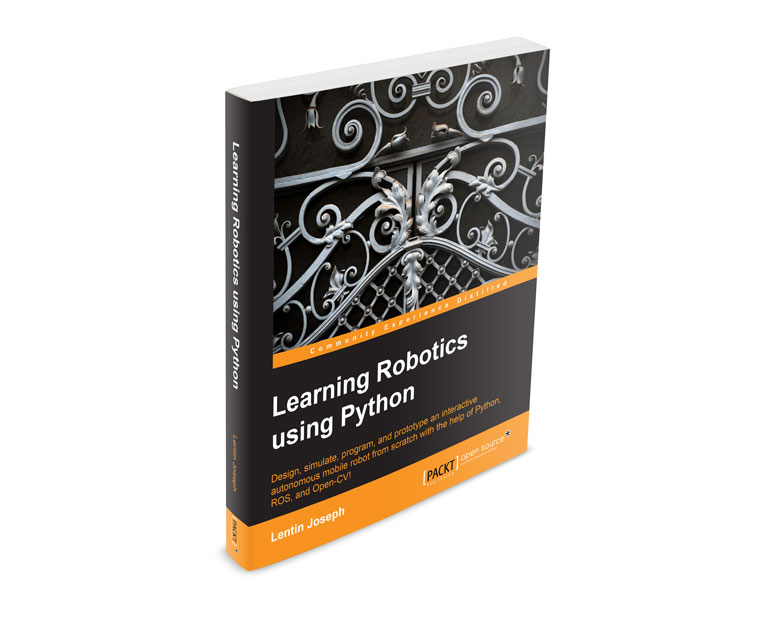 Learning Robotics using Python
Lentin Joseph
PACKT
Community Experience Distilled
Learning Robotics
using Python
Design, simulate, program, and prototype an interactive
autonomous mobile robot from scratch with the help of Python,
ROS, and Open-CV!
Lentin Joseph
[PACKT] open source*
PUBLISHING